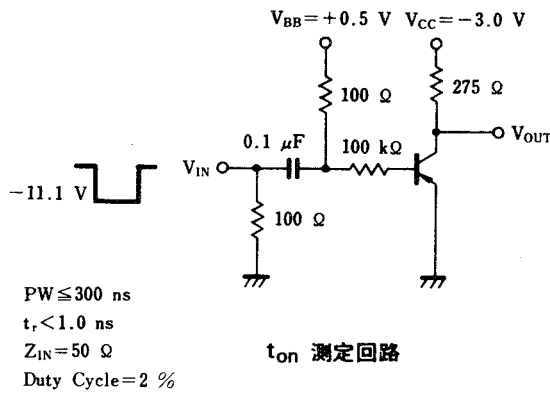 V_BB=+0.5 V V_CC=−3.0 V
100 Ω
275 Ω
V_OUT
0.1 μF
100 kΩ
V_IN
−11.1 V
100 Ω
PW≦300 ns
t_r<1.0 ns
Z_IN=50 Ω
Duty Cycle=2 %
t_on 測定回路